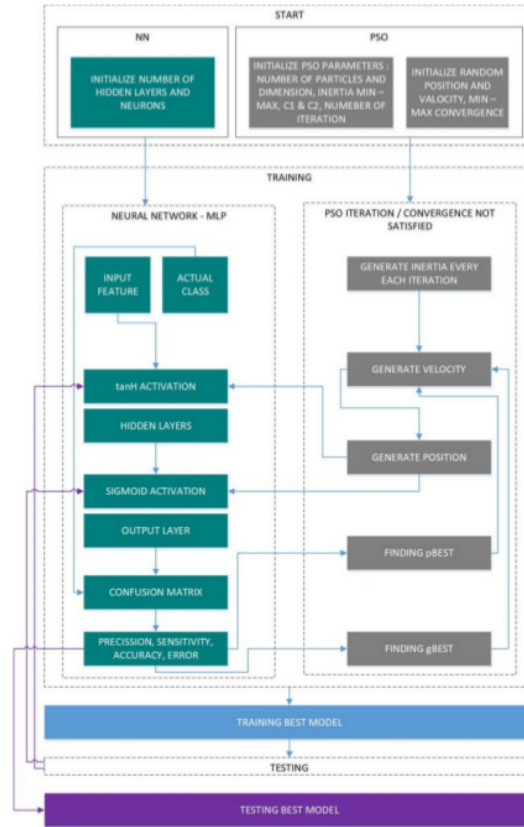 START
NN
INITIALIZE NUMBER OF
HIDDEN LAYERS AND
NEURONS
PSO
INITIALIZE PSO PARAMETERS :
NUMBER OF PARTICLES AND
DIMENSION, INERTIA MIN –
MAX, C1 & C2, NUMEBER OF
ITERATION
INITIALIZE RANDOM
POSITION AND
VALOCITY, MIN –
MAX CONVERGENCE
TRAINING
NEURAL NETWORK - MLP
INPUT
FEATURE
ACTUAL
CLASS
tanH ACTIVATION
HIDDEN LAYERS
SIGMOID ACTIVATION
OUTPUT LAYER
CONFUSION MATRIX
PRECISSION, SENSITIVITY,
ACCURACY, ERROR
PSO ITERATION / CONVERGENCE NOT
SATISFIED
GENERATE INERTIA EVERY
EACH ITERATION
GENERATE VELOCITY
GENERATE POSITION
FINDING pBEST
FINDING gBEST
TRAINING BEST MODEL
TESTING
TESTING BEST MODEL